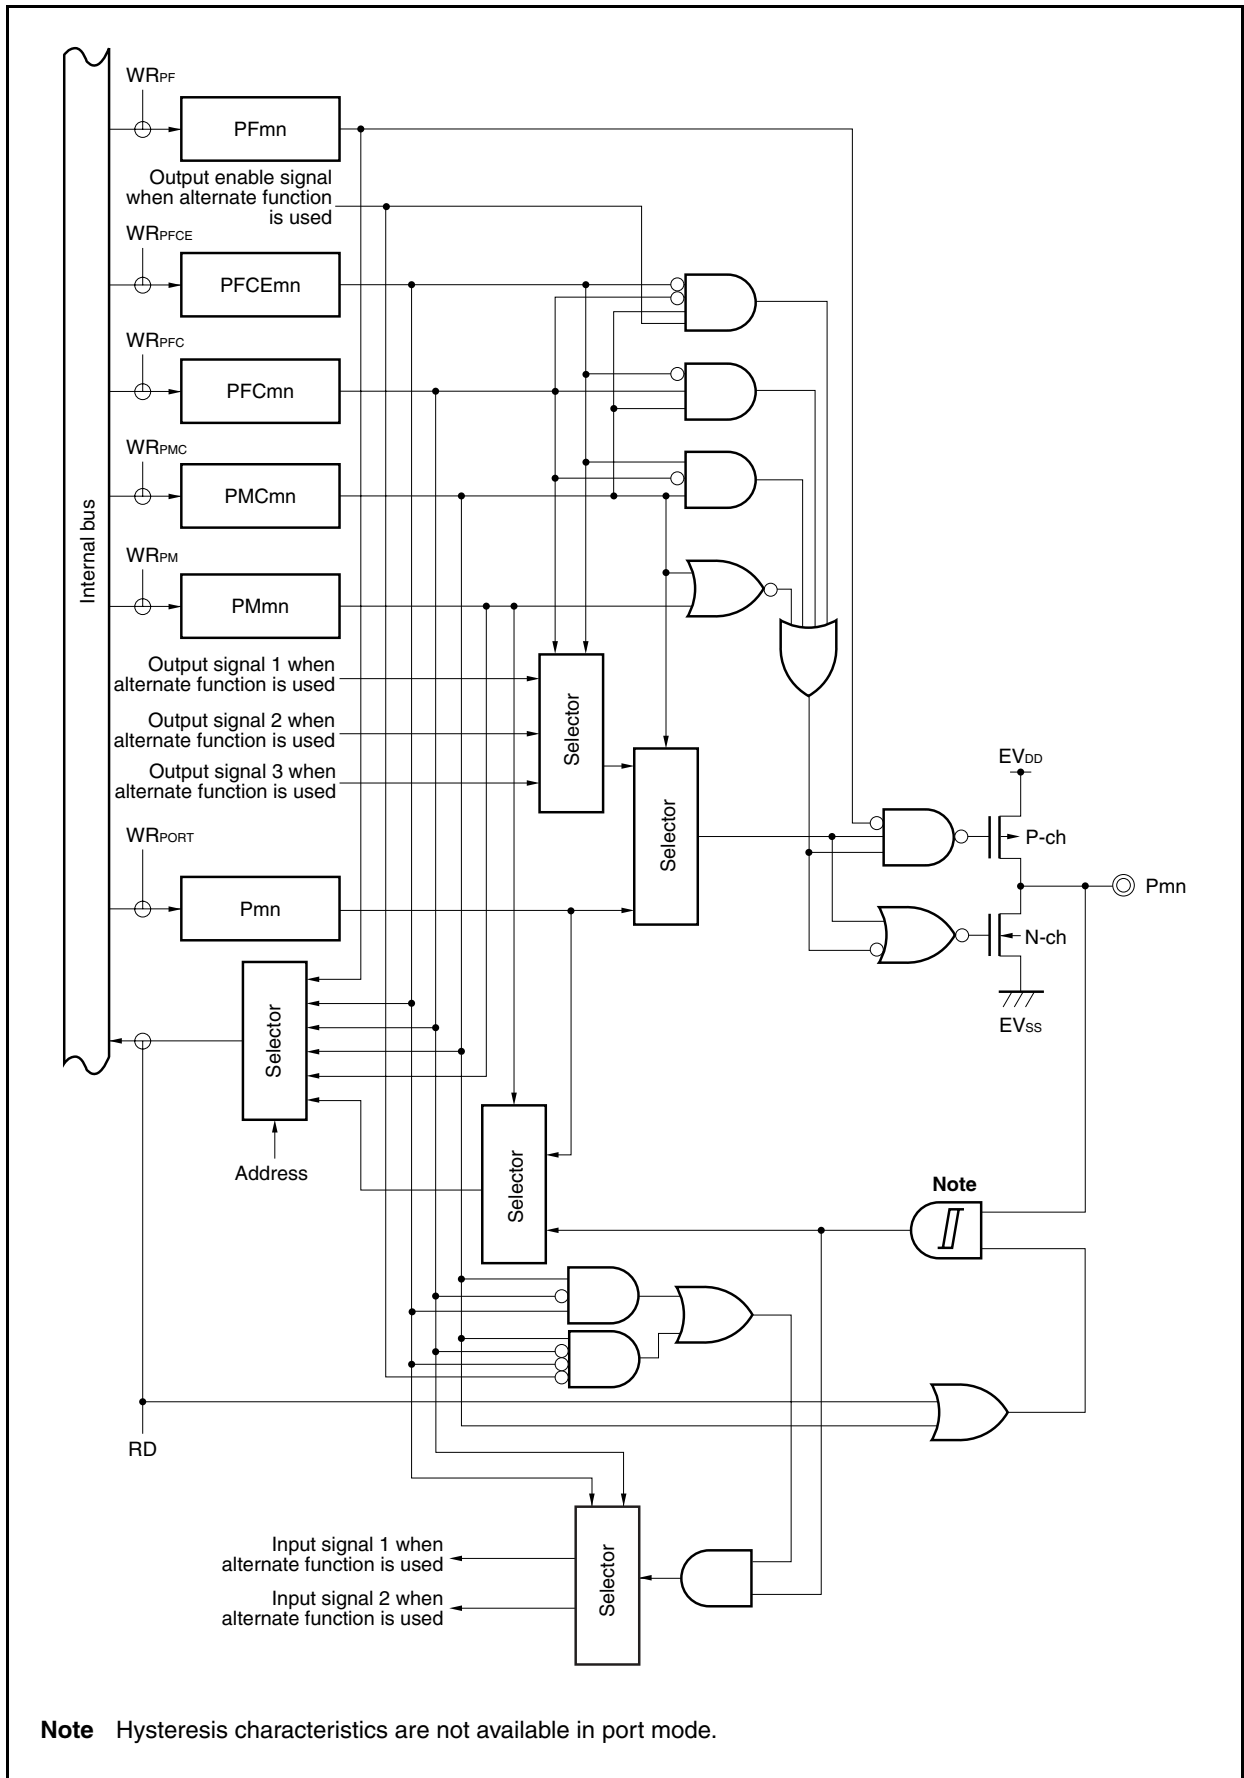 WRPF
PFmn
Output enable signal
when alternate function
is used
WRPFCE
PFCEmn
WRPFC
PFCmn
WRPMC
PMCmn
Internal bus
WRPM
PMmn
Output signal 1 when
alternate function is used
Output signal 2 when
alternate function is used
Output signal 3 when
alternate function is used
Selector
Selector
EVDD
P-ch
WRPORT
Pmn
Pmn
N-ch
EVSS
Selector
Address
Selector
Note
RD
Input signal 1 when
alternate function is used
Input signal 2 when
alternate function is used
Selector
Note Hysteresis characteristics are not available in port mode.